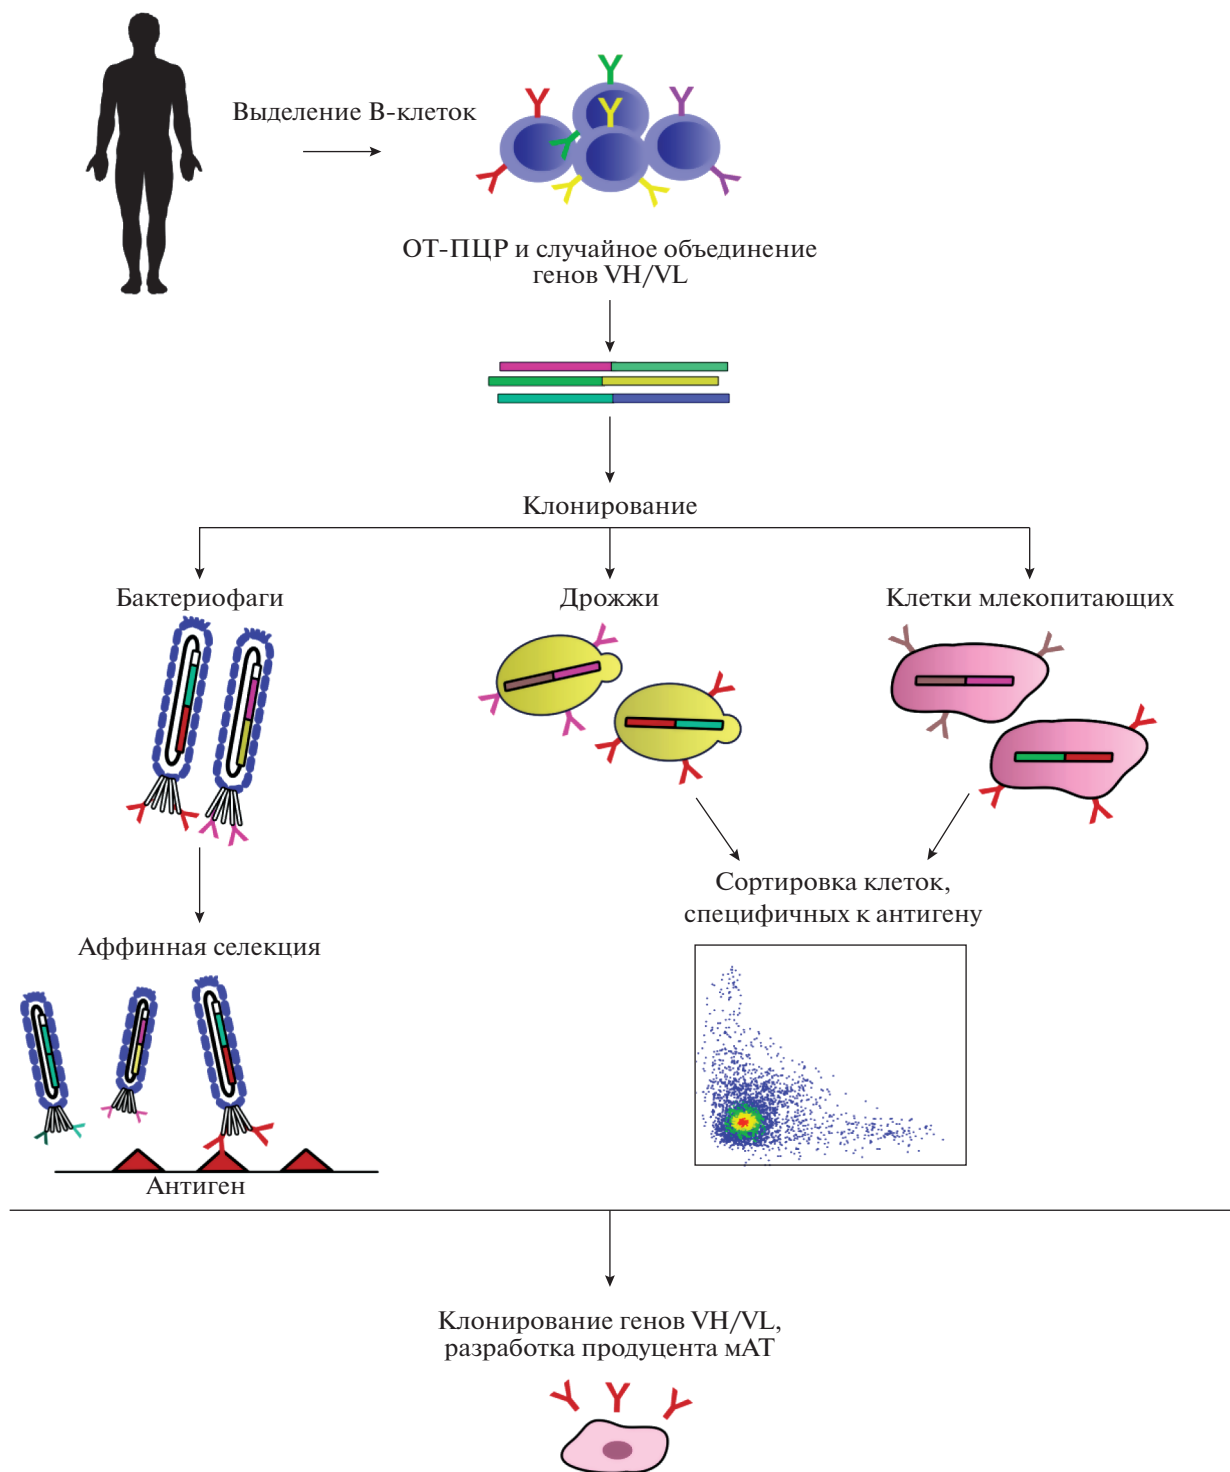 Выделение В-клеток
ОТ-ПЦР и случайное объединение
генов VH/VL
Клонирование
Бактериофаги
Дрожжи
Клетки млекопитающих
Сортировка клеток,
специфичных к антигену
Аффинная селекция
Антиген
Клонирование генов VH/VL,
разработка продуцента мАТ